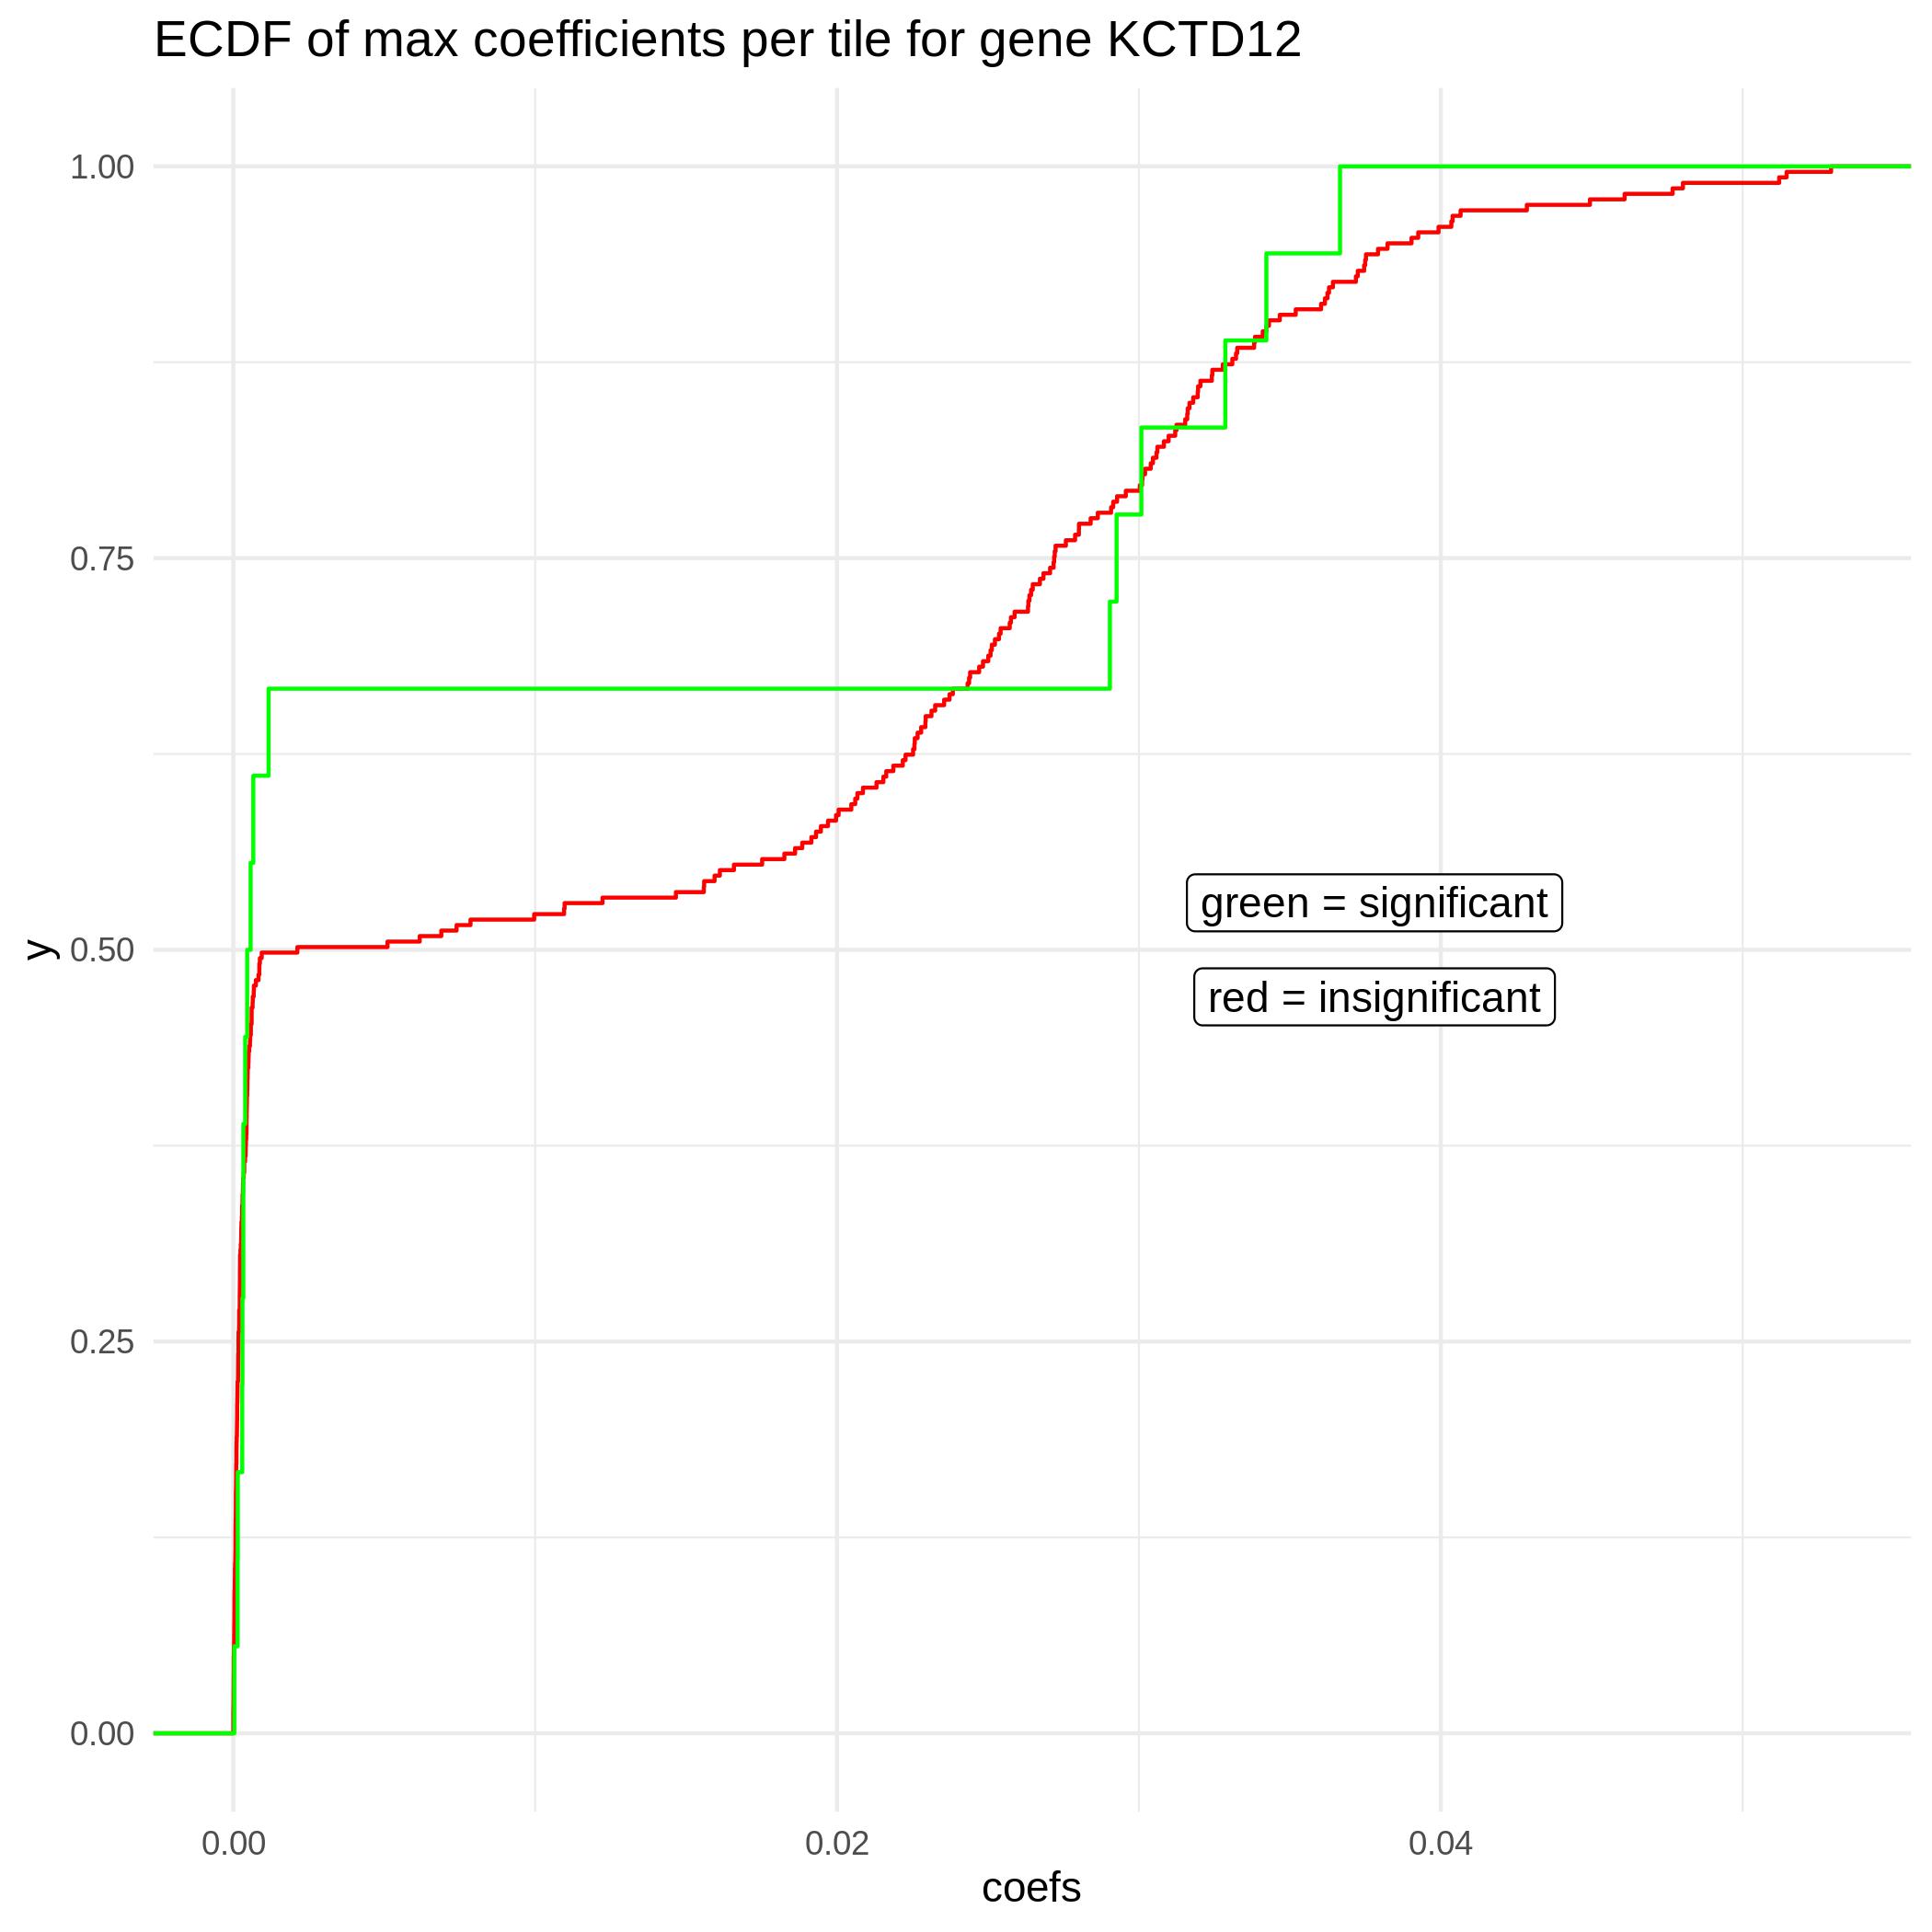 ECDF of max coefficients per tile for gene KCTD12
1.00
0.75
0.50
0.25
0.00
y
green = significant
red = insignificant
0.00 0.02 0.04
coefs